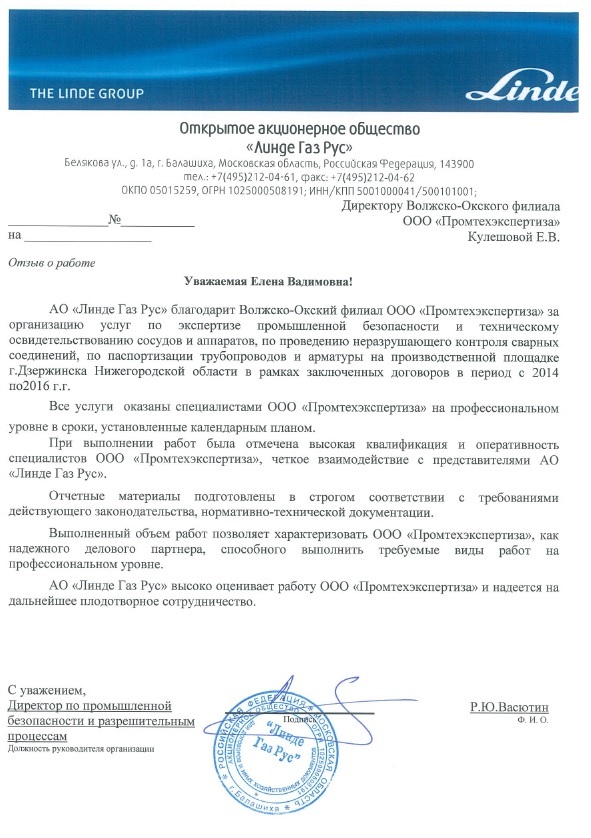 THE LINDE GROUP
Linde
Открытое акционерное общество
«Линде Газ Рус»
Белякова ул., д. 1а, г. Балашиха, Московская область, Российская Федерация, 143900
тел.: +7(495)212-04-61, факс: +7(495)212-04-62
ОКПО 05015259, ОГРН 1025000508191; ИНН/КПП 5001000041/500101001;
Директору Волжско-Окского филиала
ООО «Промтехэкспертиза»
Кулешовой Е.В.
_______________№___________
на ___________________
Отзыв о работе
Уважаемая Елена Вадимовна!
АО «Линде Газ Рус» благодарит Волжско-Окский филиал ООО «Промтехэкспертиза» за
организацию услуг по экспертизе промышленной безопасности и техническому
освидетельствованию сосудов и аппаратов, по проведению неразрушающего контроля сварных
соединений, по паспортизации трубопроводов и арматуры на производственной площадке
г.Дзержинска Нижегородской области в рамках заключенных договоров в период с 2014
по2016 г.г.
Все услуги оказаны специалистами ООО «Промтехэкспертиза» на профессиональном
уровне в сроки, установленные календарным планом.
При выполнении работ была отмечена высокая квалификация и оперативность
специалистов ООО «Промтехэкспертиза», четкое взаимодействие с представителями АО
«Линде Газ Рус».
Отчетные материалы подготовлены в строгом соответствии с требованиями
действующего законодательства, нормативно-технической документации.
Выполненный объем работ позволяет характеризовать ООО «Промтехэкспертиза», как
надежного делового партнера, способного выполнить требуемые виды работ на
профессиональном уровне.
АО «Линде Газ Рус» высоко оценивает работу ООО «Промтехэкспертиза» и надеется на
дальнейшее плодотворное сотрудничество.
С уважением,
Директор по промышленной
безопасности и разрешительным
процессам
Должность руководителя организации
Подпись
Р.Ю.Васютин
Ф. И. О.
РОССИЙСКАЯ ФЕДЕРАЦИЯ * МОСКОВСКАЯ ОБЛАСТЬ * г.Балашиха
АКЦИОНЕРНОЕ ОБЩЕСТВО * ОГРН 1025000508191
и иных хозяйственных документов
"Линде
Газ Рус"